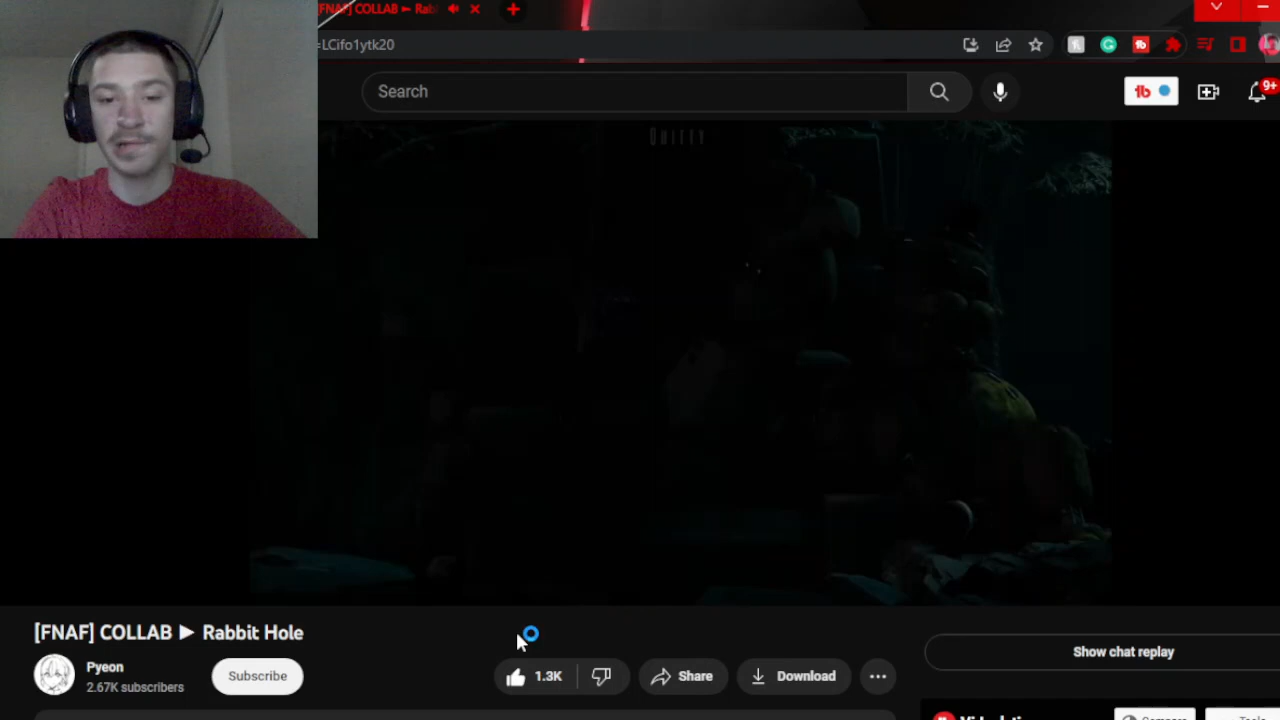 [FNAF] COLLAB ► Rab
=LCifo1ytk20
Search
9+
[FNAF] COLLAB ► Rabbit Hole
Pyeon
2.67K subscribers
Subscribe
1.3K
Share
Download
Show chat replay